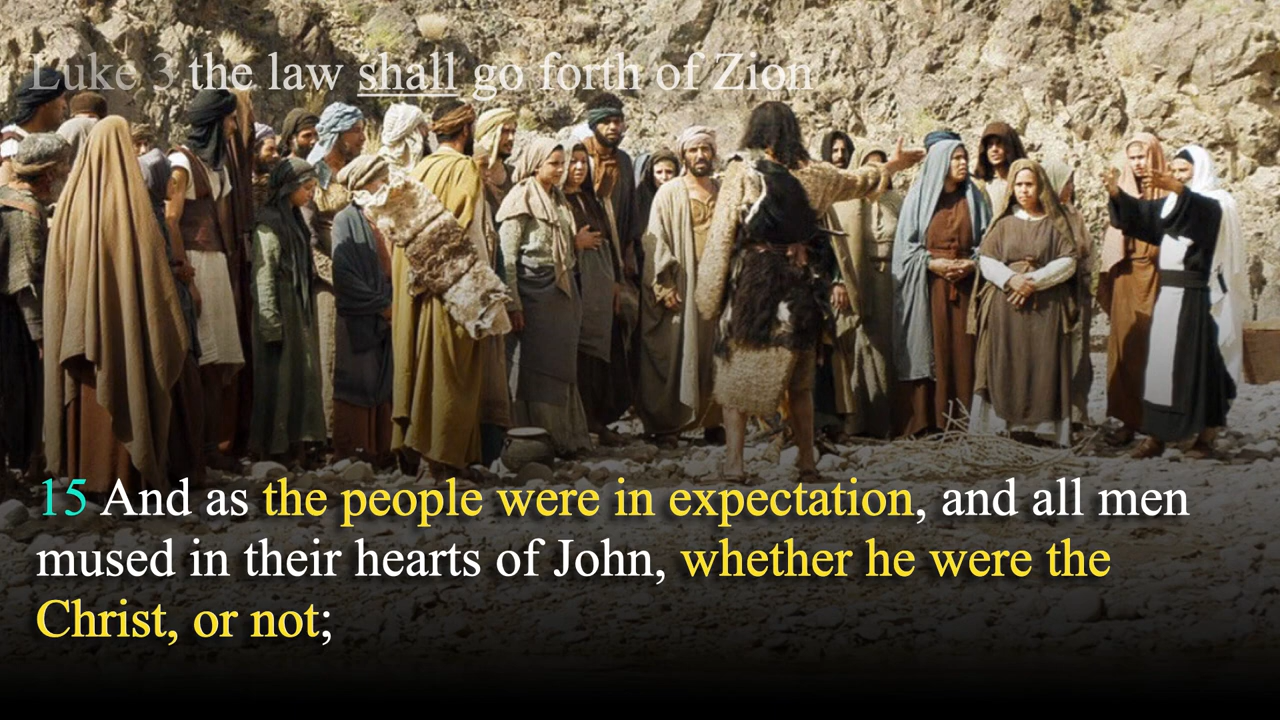 Luke 3 the law shall go forth of Zion
15 And as the people were in expectation, and all men
mused in their hearts of John, whether he were the
Christ, or not;